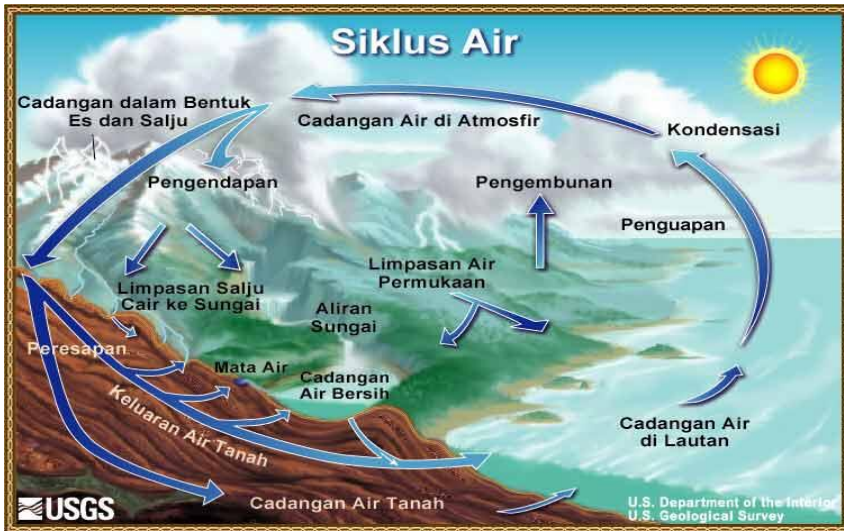 Siklus Air
Cadangan dalam Bentuk
Es dan Salju
Cadangan Air di Atmosfir
Kondensasi
Pengendapan
Pengembunan
Penguapan
Limpasan Salju
Cair ke Sungai
Limpasan Air
Permukaan
Aliran
Sungai
Peresapan
Mata Air
Cadangan
Air Bersih
Keluaran Air Tanah
Cadangan Air
di Lautan
Cadangan Air Tanah
USGS
U.S. Department of the Interior
U.S. Geological Survey